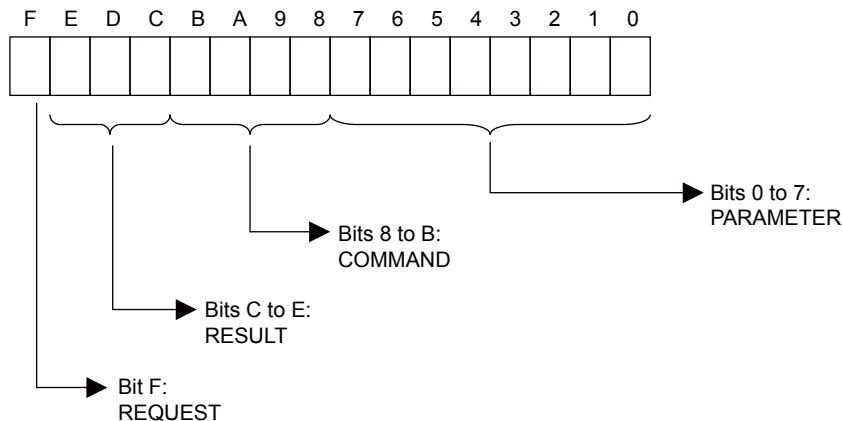 F E D C B A 9 8 7 6 5 4 3 2 1 0
Bits 0 to 7:
PARAMETER
Bits 8 to B:
COMMAND
Bits C to E:
RESULT
Bit F:
REQUEST